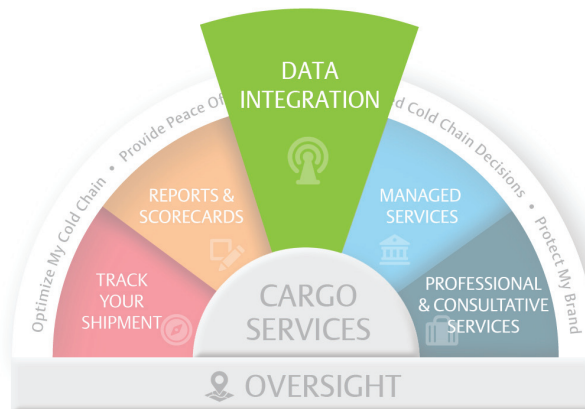 DATA
INTEGRATION
Optimize My Cold Chain • Provide Peace Of
Cold Chain Decisions • Protect My Brand
REPORTS &
SCORECARDS
MANAGED
SERVICES
TRACK
YOUR
SHIPMENT
PROFESSIONAL
& CONSULTATIVE
SERVICES
CARGO
SERVICES
OVERSIGHT